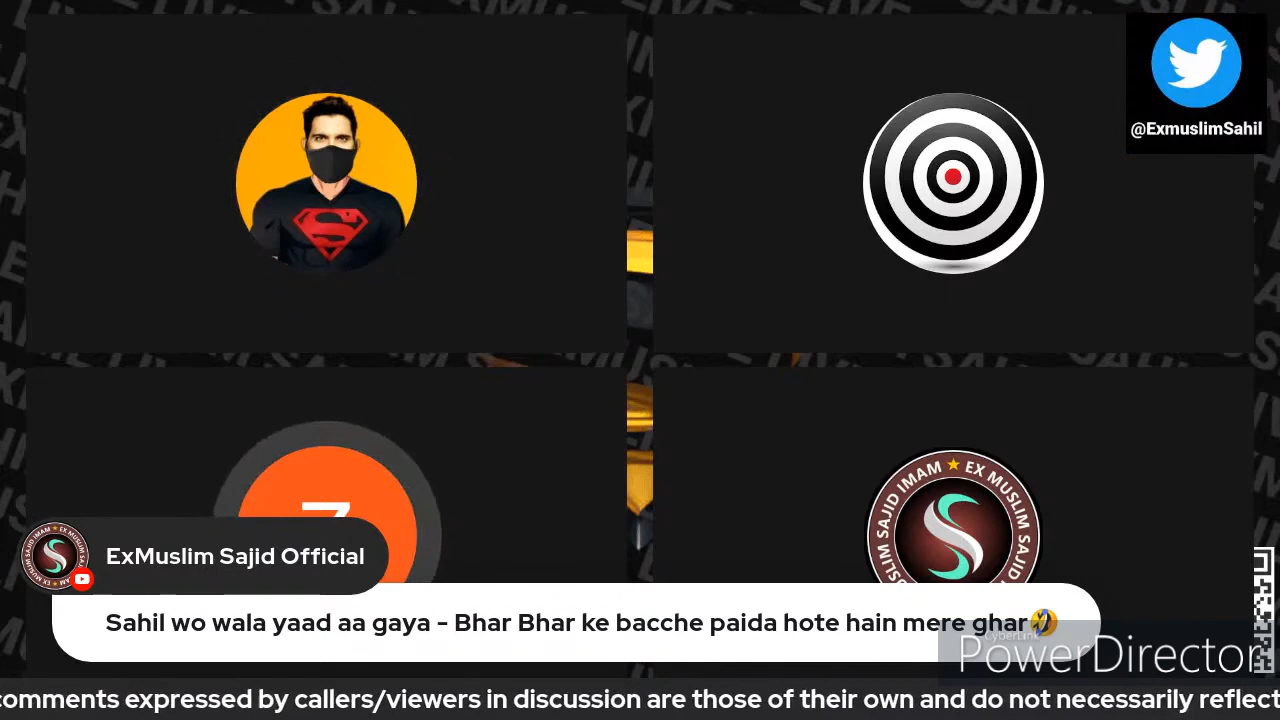 @ExmuslimSahil
EX MUSLIM SAJID IMAM
ExMuslim Sajid Official
Sahil wo wala yaad aa gaya - Bhar Bhar ke bacche paida hote hain mere ghar🤣
CyberLink
PowerDirector
comments expressed by callers/viewers in discussion are those of their own and do not necessarily reflect